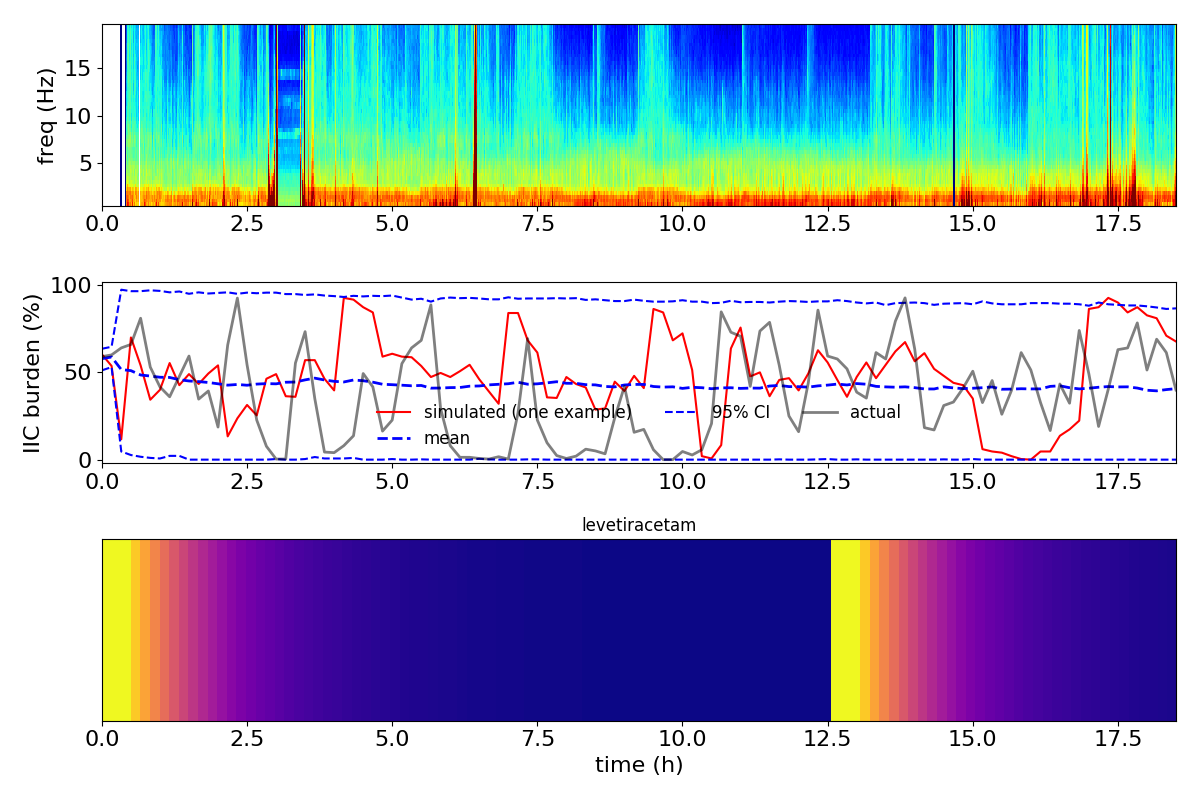 freq (Hz)
15
10
5
0.0 2.5 5.0 7.5 10.0 12.5 15.0 17.5
IIC burden (%)
100
50
0
simulated (one example) 95% CI actual
mean
0.0 2.5 5.0 7.5 10.0 12.5 15.0 17.5
levetiracetam
0.0 2.5 5.0 7.5 10.0 12.5 15.0 17.5
time (h)